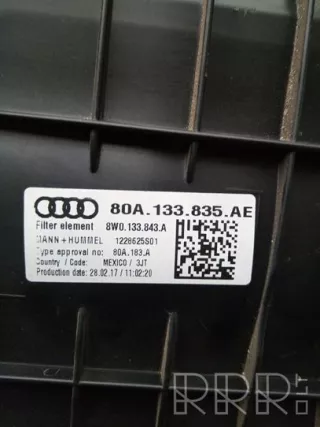 80A.133.835.AE
Filter element 8W0.133.843.A
MANN+HUMMEL 1228625S01
Type approval no: 80A.183.A
Country / Code: MEXICO / 3JT
Production date: 28.02.17 / 11:02:20
RRR.LT